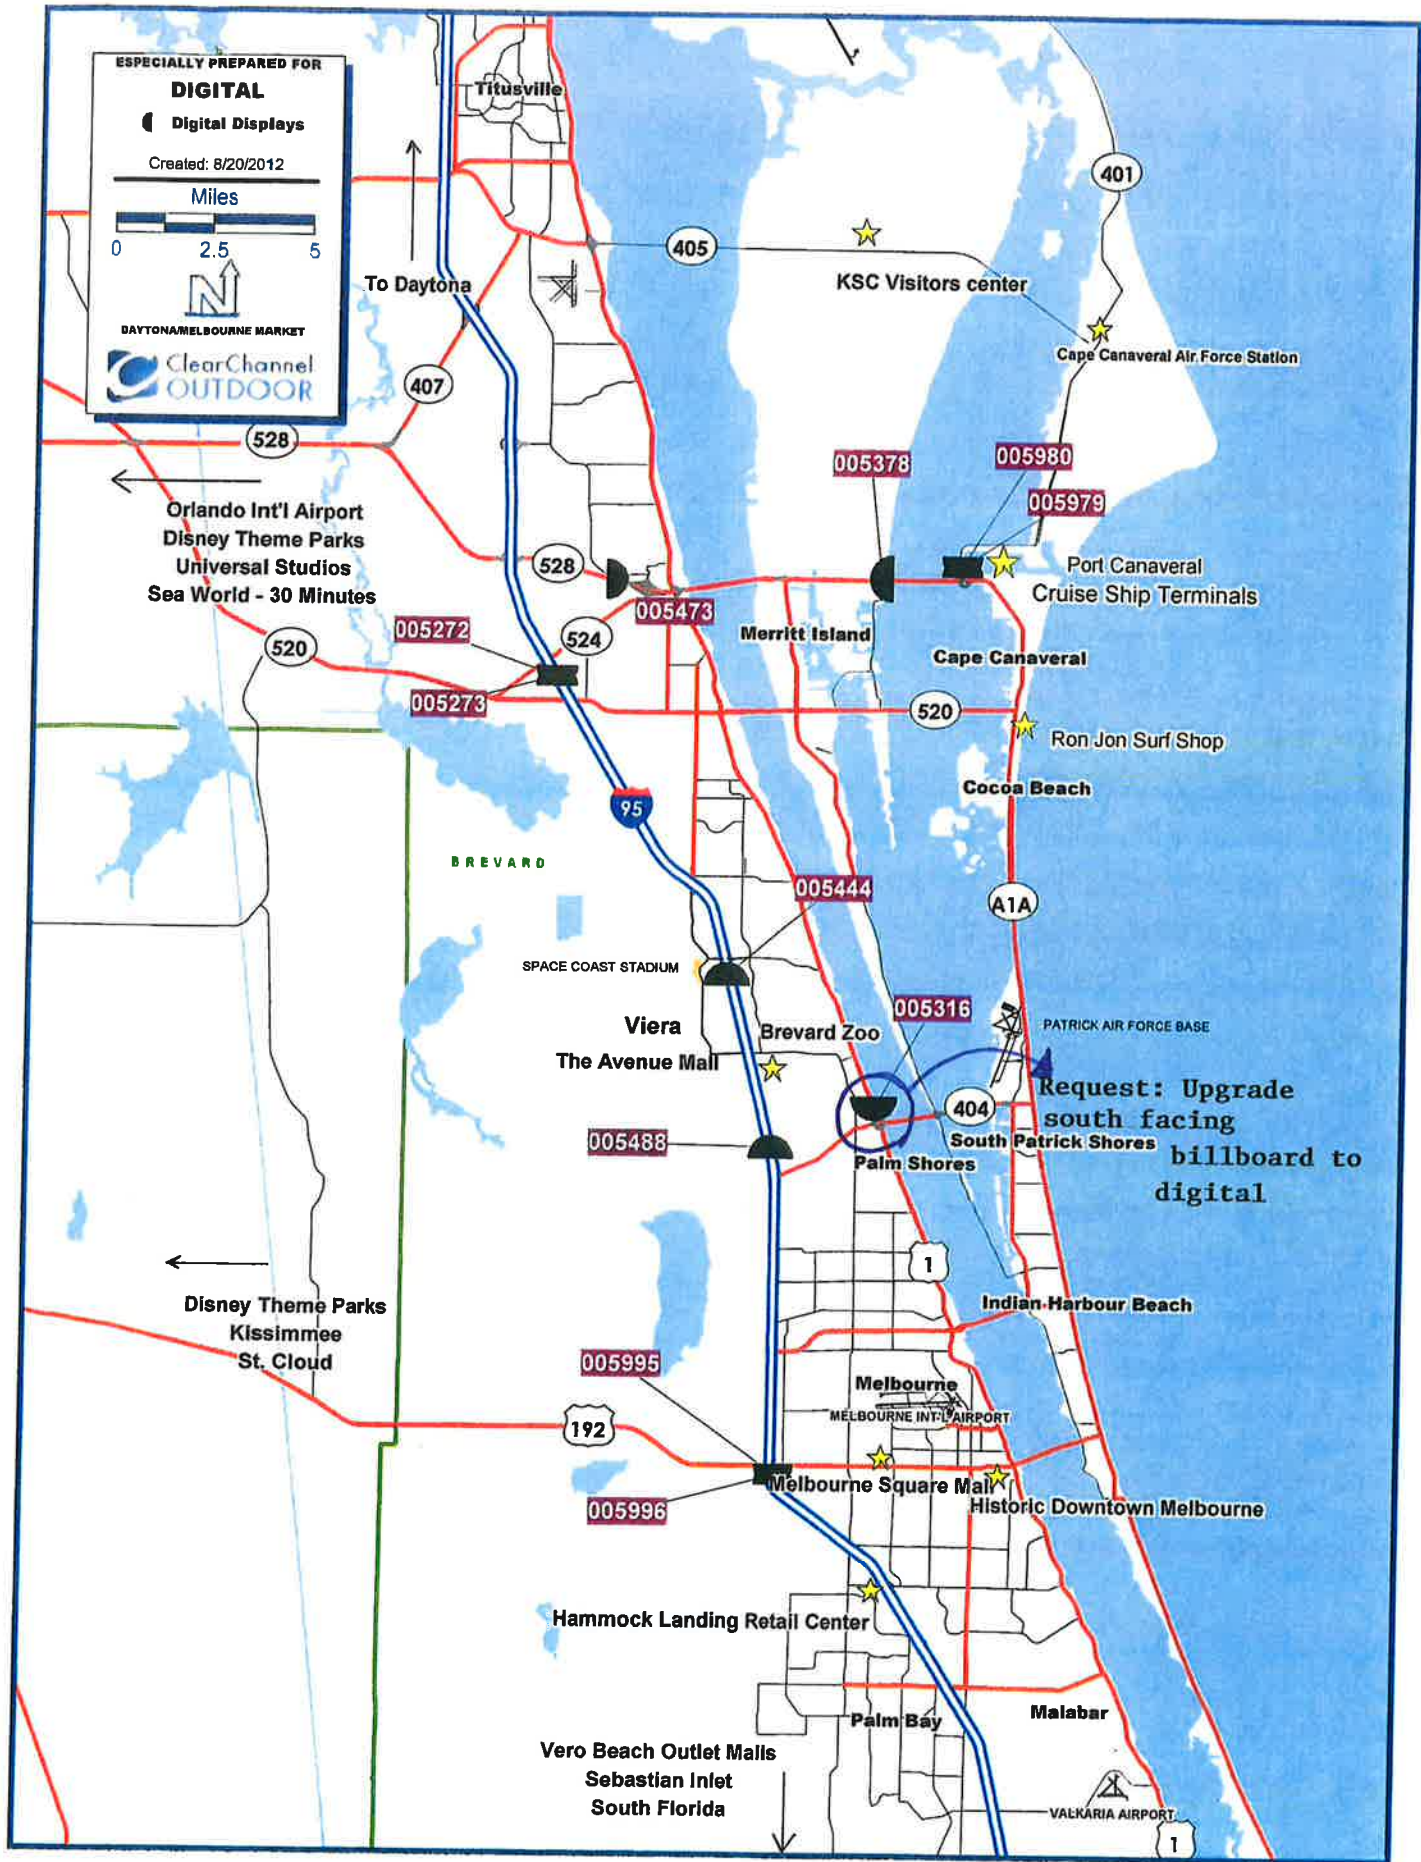 ESPECIALLY PREPARED FOR
DIGITAL
Digital Displays
Created: 8/20/2012
Miles
0 2.5 5
N
DAYTONA/MELBOURNE MARKET
ClearChannel
OUTDOOR
Titusville
401
405
KSC Visitors center
To Daytona
Cape Canaveral Air Force Station
407
528
005378
005980
005979
Orlando Int'l Airport
Disney Theme Parks
Universal Studios
Sea World - 30 Minutes
528
Port Canaveral
Cruise Ship Terminals
005473
005272
524
Merritt Island
520
Cape Canaveral
005273
520
Ron Jon Surf Shop
Cocoa Beach
95
BREVARD
005444
A1A
SPACE COAST STADIUM
005316
Viera
Brevard Zoo
PATRICK AIR FORCE BASE
The Avenue Mall
Request: Upgrade
south facing
billboard to
digital
404
005488
South Patrick Shores
Palm Shores
1
Disney Theme Parks
Kissimmee
St. Cloud
Indian Harbour Beach
005995
Melbourne
MELBOURNE INT'L AIRPORT
192
Melbourne Square Mall
005996
Historic Downtown Melbourne
Hammock Landing Retail Center
Palm Bay
Malabar
Vero Beach Outlet Malls
Sebastian Inlet
South Florida
VALKARIA AIRPORT
1